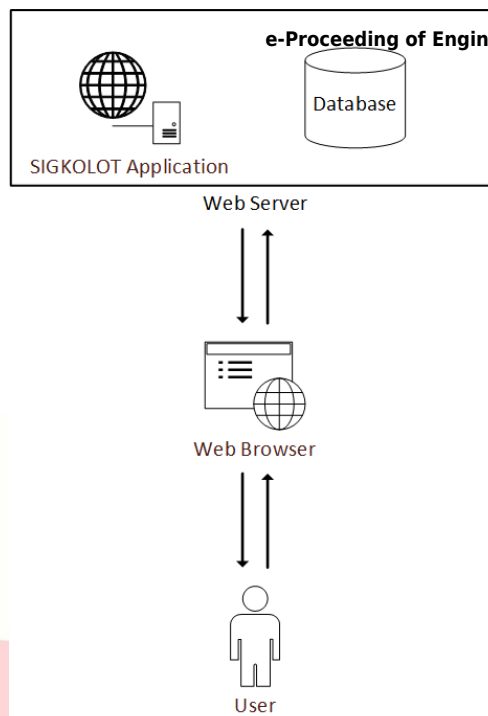 e-Proceeding of Engin
Database
SIGKOLOT Application
Web Server
Web Browser
User